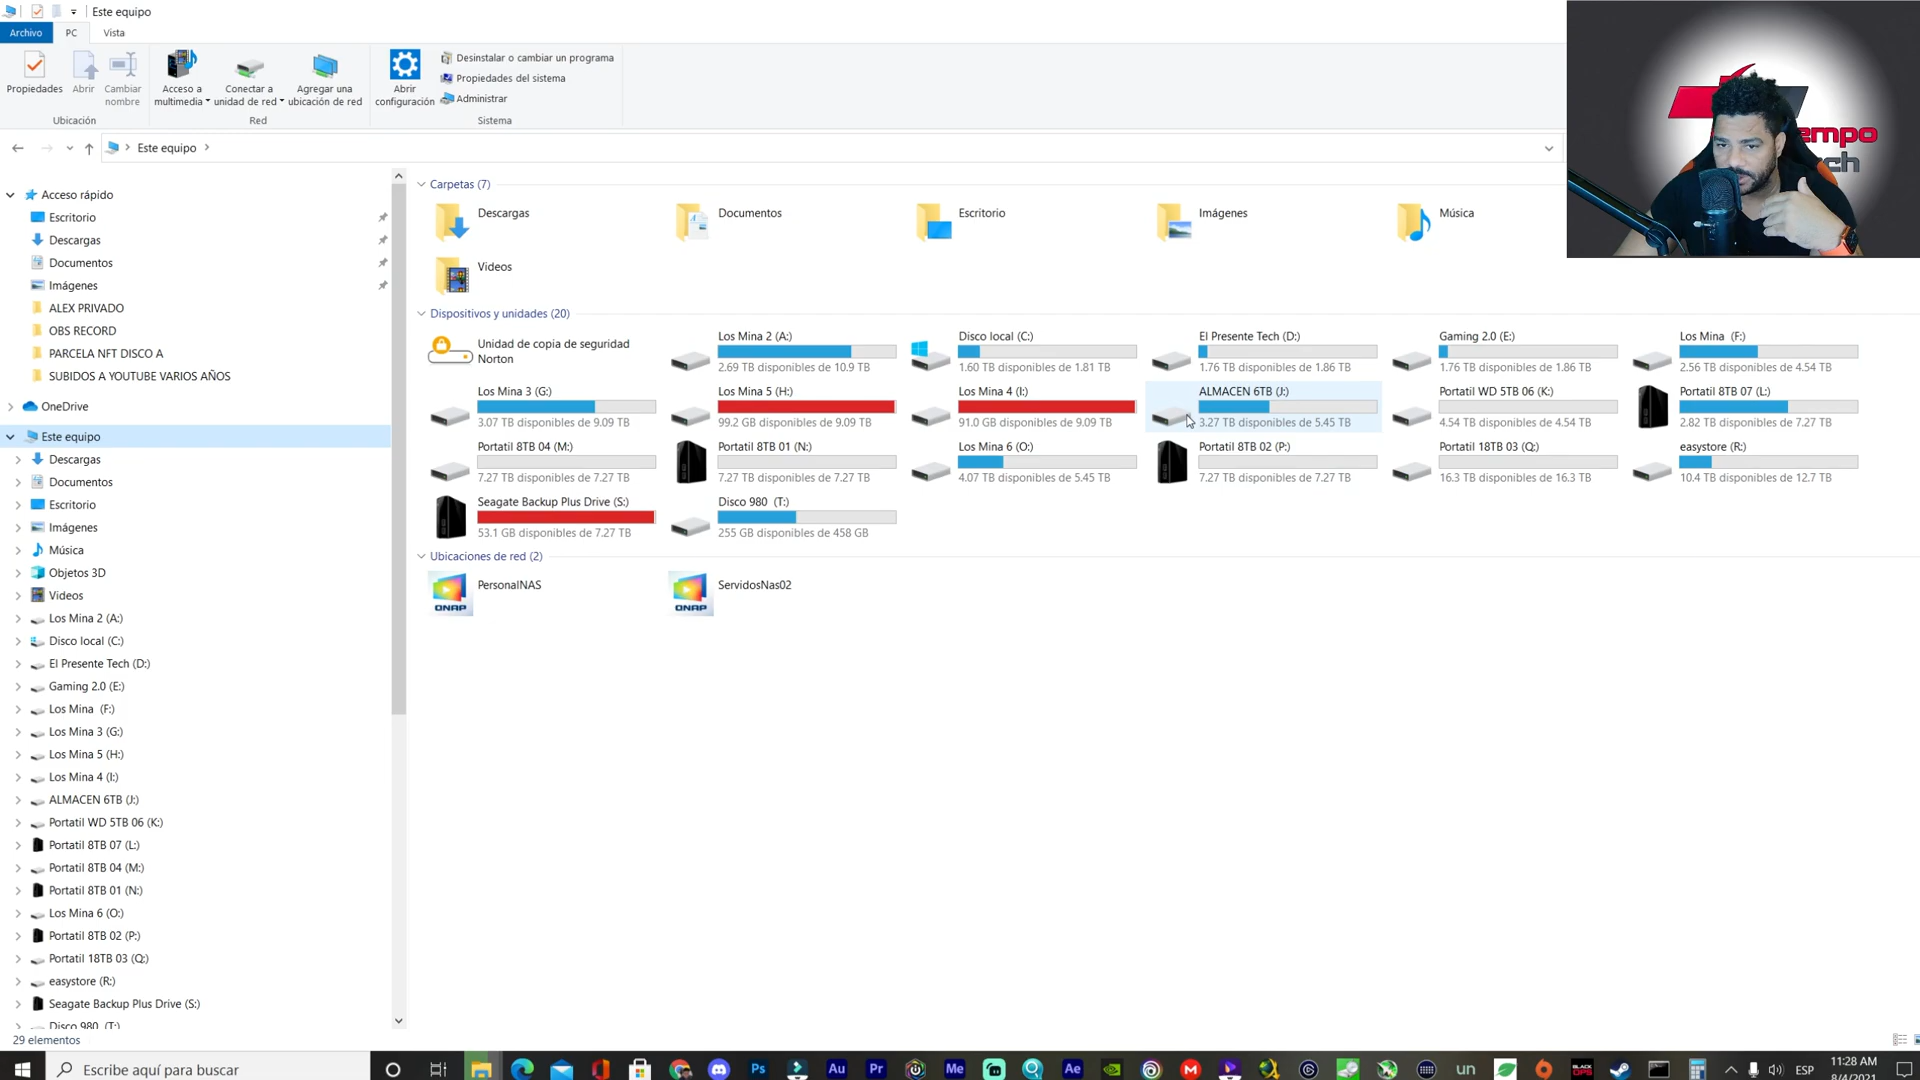 Este equipo
Archivo PC Vista
Propiedades Abrir Cambiar nombre
Acceso a multimedia Conectar a unidad de red Agregar una ubicación de red
Abrir configuración
Desinstalar o cambiar un programa
Propiedades del sistema
Administrar
Ubicación Red Sistema
Este equipo
empo
ch
Acceso rápido
Escritorio
Descargas
Documentos
Imágenes
ALEX PRIVADO
OBS RECORD
PARCELA NFT DISCO A
SUBIDOS A YOUTUBE VARIOS AÑOS
OneDrive
Este equipo
Descargas
Documentos
Escritorio
Imágenes
Música
Objetos 3D
Videos
Los Mina 2 (A:)
Disco local (C:)
El Presente Tech (D:)
Gaming 2.0 (E:)
Los Mina (F:)
Los Mina 3 (G:)
Los Mina 5 (H:)
Los Mina 4 (I:)
ALMACEN 6TB (J:)
Portatil WD 5TB 06 (K:)
Portatil 8TB 07 (L:)
Portatil 8TB 04 (M:)
Portatil 8TB 01 (N:)
Los Mina 6 (O:)
Portatil 8TB 02 (P:)
Portatil 18TB 03 (Q:)
easystore (R:)
Seagate Backup Plus Drive (S:)
Disco 980 (T:)
29 elementos
Carpetas (7)
Descargas
Documentos
Escritorio
Imágenes
Música
Videos
Dispositivos y unidades (20)
Unidad de copia de seguridad
Norton
Los Mina 2 (A:)
2.69 TB disponibles de 10.9 TB
Disco local (C:)
1.60 TB disponibles de 1.81 TB
El Presente Tech (D:)
1.76 TB disponibles de 1.86 TB
Gaming 2.0 (E:)
1.76 TB disponibles de 1.86 TB
Los Mina (F:)
2.56 TB disponibles de 4.54 TB
Los Mina 3 (G:)
3.07 TB disponibles de 9.09 TB
Los Mina 5 (H:)
99.2 GB disponibles de 9.09 TB
Los Mina 4 (I:)
91.0 GB disponibles de 9.09 TB
ALMACEN 6TB (J:)
3.27 TB disponibles de 5.45 TB
Portatil WD 5TB 06 (K:)
4.54 TB disponibles de 4.54 TB
Portatil 8TB 07 (L:)
2.82 TB disponibles de 7.27 TB
Portatil 8TB 04 (M:)
7.27 TB disponibles de 7.27 TB
Portatil 8TB 01 (N:)
7.27 TB disponibles de 7.27 TB
Los Mina 6 (O:)
4.07 TB disponibles de 5.45 TB
Portatil 8TB 02 (P:)
7.27 TB disponibles de 7.27 TB
Portatil 18TB 03 (Q:)
16.3 TB disponibles de 16.3 TB
easystore (R:)
10.4 TB disponibles de 12.7 TB
Seagate Backup Plus Drive (S:)
53.1 GB disponibles de 7.27 TB
Disco 980 (T:)
255 GB disponibles de 458 GB
Ubicaciones de red (2)
QNAP
PersonalNAS
QNAP
ServidosNas02
Escribe aquí para buscar
Ps Au Pr Me Ae un
ESP
11:28 AM
8/4/2021